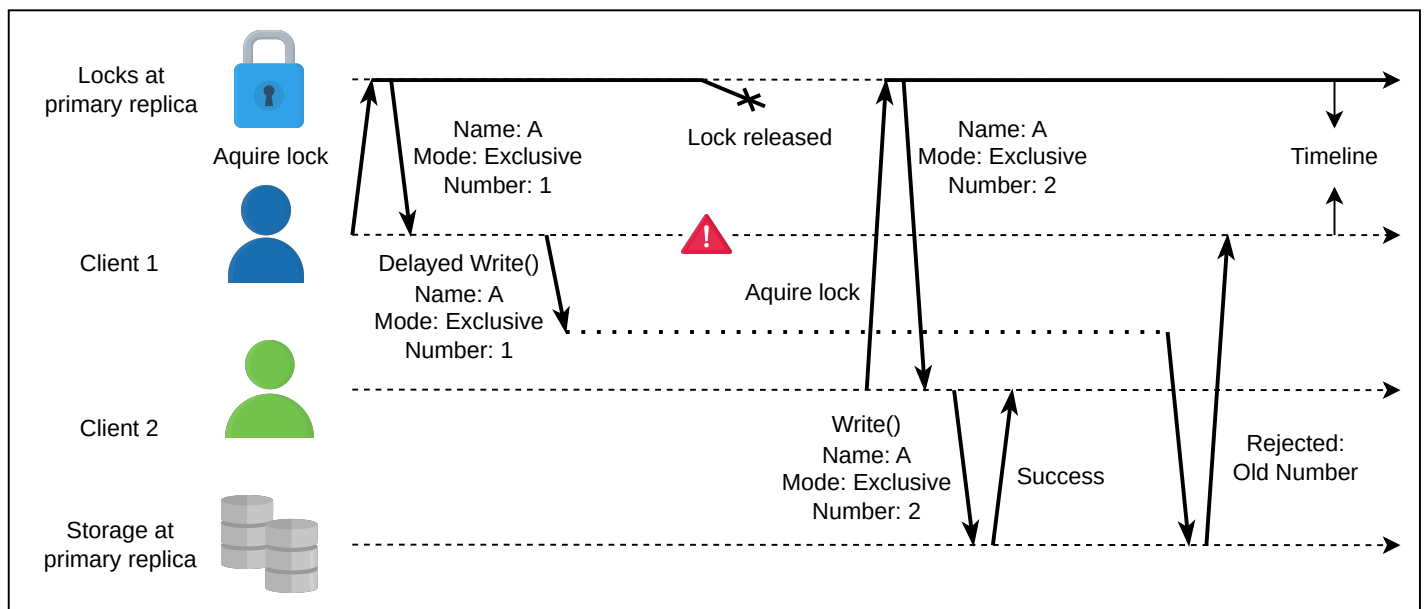 Locks at
primary replica
Aquire lock
Name: A
Mode: Exclusive
Number: 1
Lock released
Name: A
Mode: Exclusive
Number: 2
Timeline
Client 1
Delayed Write()
Name: A
Mode: Exclusive
Number: 1
Aquire lock
Client 2
Write()
Name: A
Mode: Exclusive
Number: 2
Success
Rejected:
Old Number
Storage at
primary replica